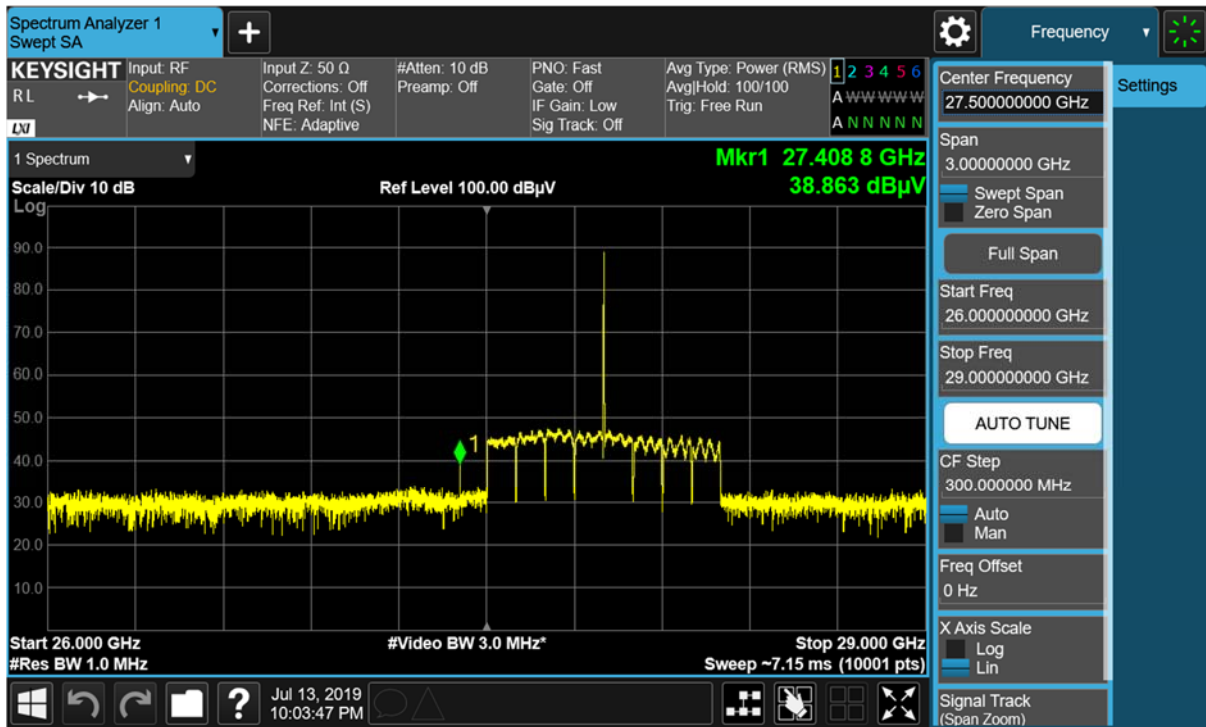 Spectrum Analyzer 1
Swept SA
Frequency
KEYSIGHT
R L
LXI
Input: RF
Coupling: DC
Align: Auto
Input Z: 50 Ω
Corrections: Off
Freq Ref: Int (S)
NFE: Adaptive
#Atten: 10 dB
Preamp: Off
PNO: Fast
Gate: Off
IF Gain: Low
Sig Track: Off
Avg Type: Power (RMS)
Avg|Hold: 100/100
Trig: Free Run
1 2 3 4 5 6
A W W W W W
A N N N N N
1 Spectrum
Mkr1 27.408 8 GHz
38.863 dBµV
Scale/Div 10 dB
Ref Level 100.00 dBµV
Log
90.0
80.0
70.0
60.0
50.0
40.0
30.0
20.0
10.0
1
Start 26.000 GHz
#Video BW 3.0 MHz*
Stop 29.000 GHz
#Res BW 1.0 MHz
Sweep ~7.15 ms (10001 pts)
Center Frequency
27.500000000 GHz
Settings
Span
3.00000000 GHz
Swept Span
Zero Span
Full Span
Start Freq
26.000000000 GHz
Stop Freq
29.000000000 GHz
AUTO TUNE
CF Step
300.000000 MHz
Auto
Man
Freq Offset
0 Hz
X Axis Scale
Log
Lin
Signal Track
(Span Zoom)
?
Jul 13, 2019
10:03:47 PM